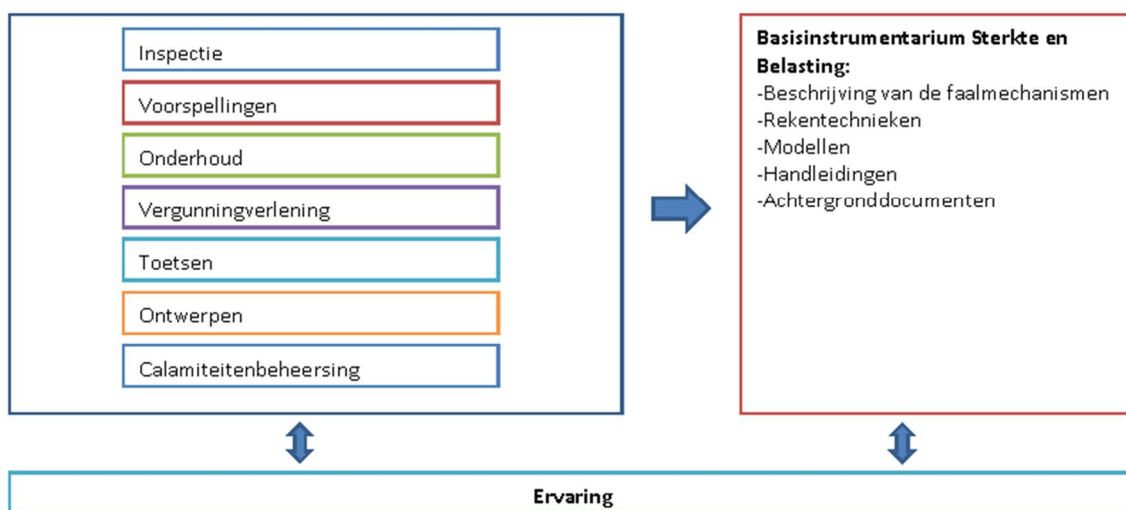 Inspectie
Voorspellingen
Onderhoud
Vergunningverlening
Toetsen
Ontwerpen
Calamiteitenbeheersing
Basisinstrumentarium Sterkte en
Belasting:
-Beschrijving van de faalmechanismen
-Rekentechnieken
-Modellen
-Handleidingen
-Achtergronddocumenten
Ervaring